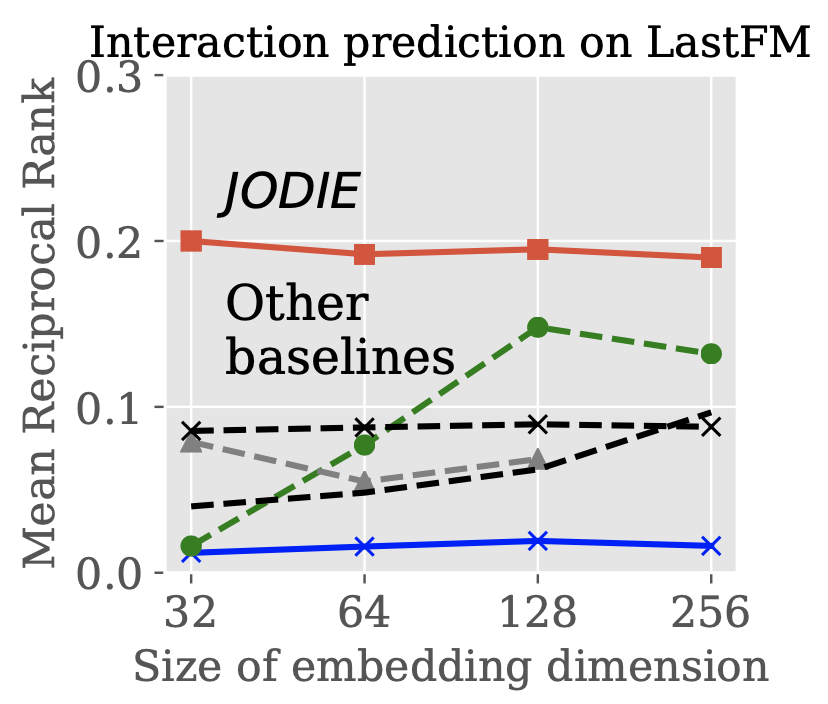 Interaction prediction on LastFM
Mean Reciprocal Rank
0.3
0.2
0.1
0.0
JODIE
Other
baselines
32 64 128 256
Size of embedding dimension